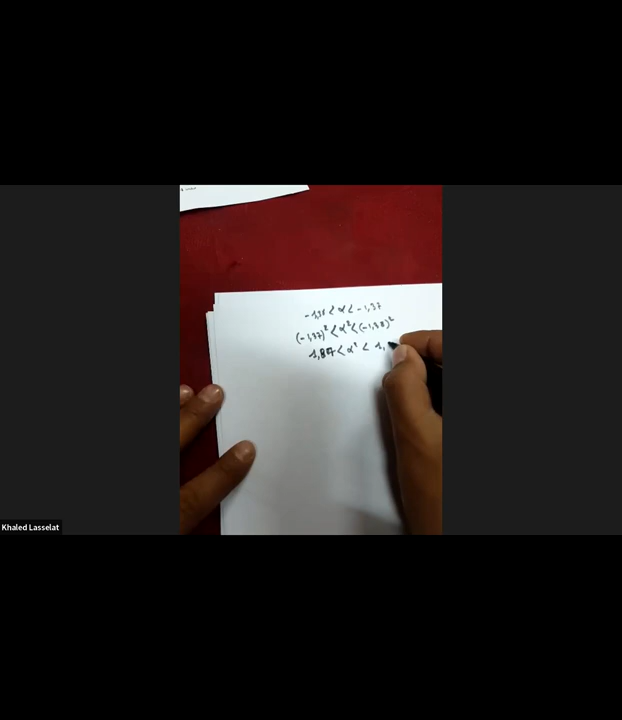 -1,38 < α < -1,37
(-1,37)² < α² < (-1,38)²
1,87 < α² < 1,
Khaled Lasselat